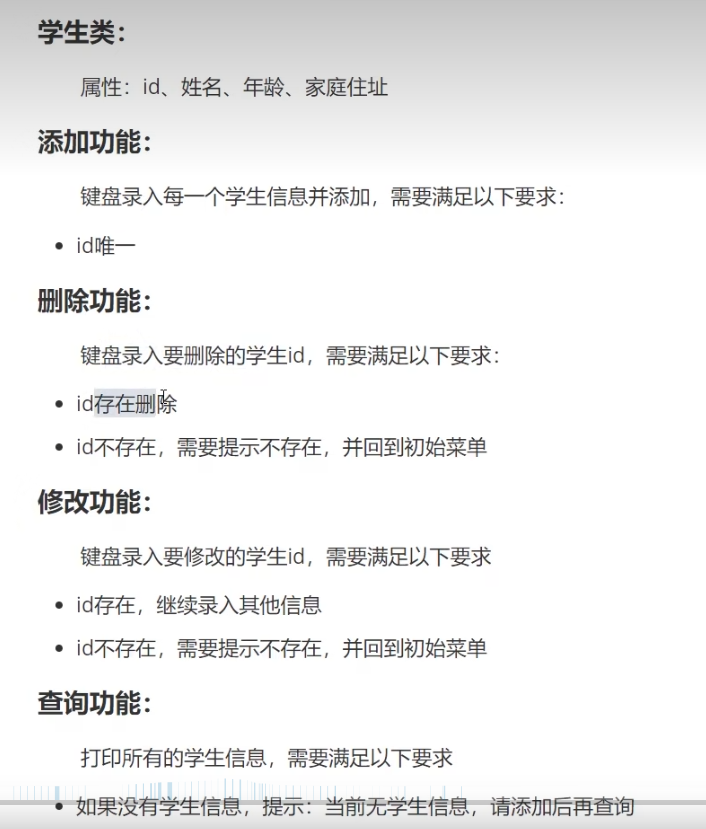 学生类：
属性：id、姓名、年龄、家庭住址
添加功能：
键盘录入每一个学生信息并添加，需要满足以下要求：
id唯一
删除功能：
键盘录入要删除的学生id，需要满足以下要求：
id存在删除
id不存在，需要提示不存在，并回到初始菜单
修改功能：
键盘录入要修改的学生id，需要满足以下要求
id存在，继续录入其他信息
id不存在，需要提示不存在，并回到初始菜单
查询功能：
打印所有的学生信息，需要满足以下要求
如果没有学生信息，提示：当前无学生信息，请添加后再查询